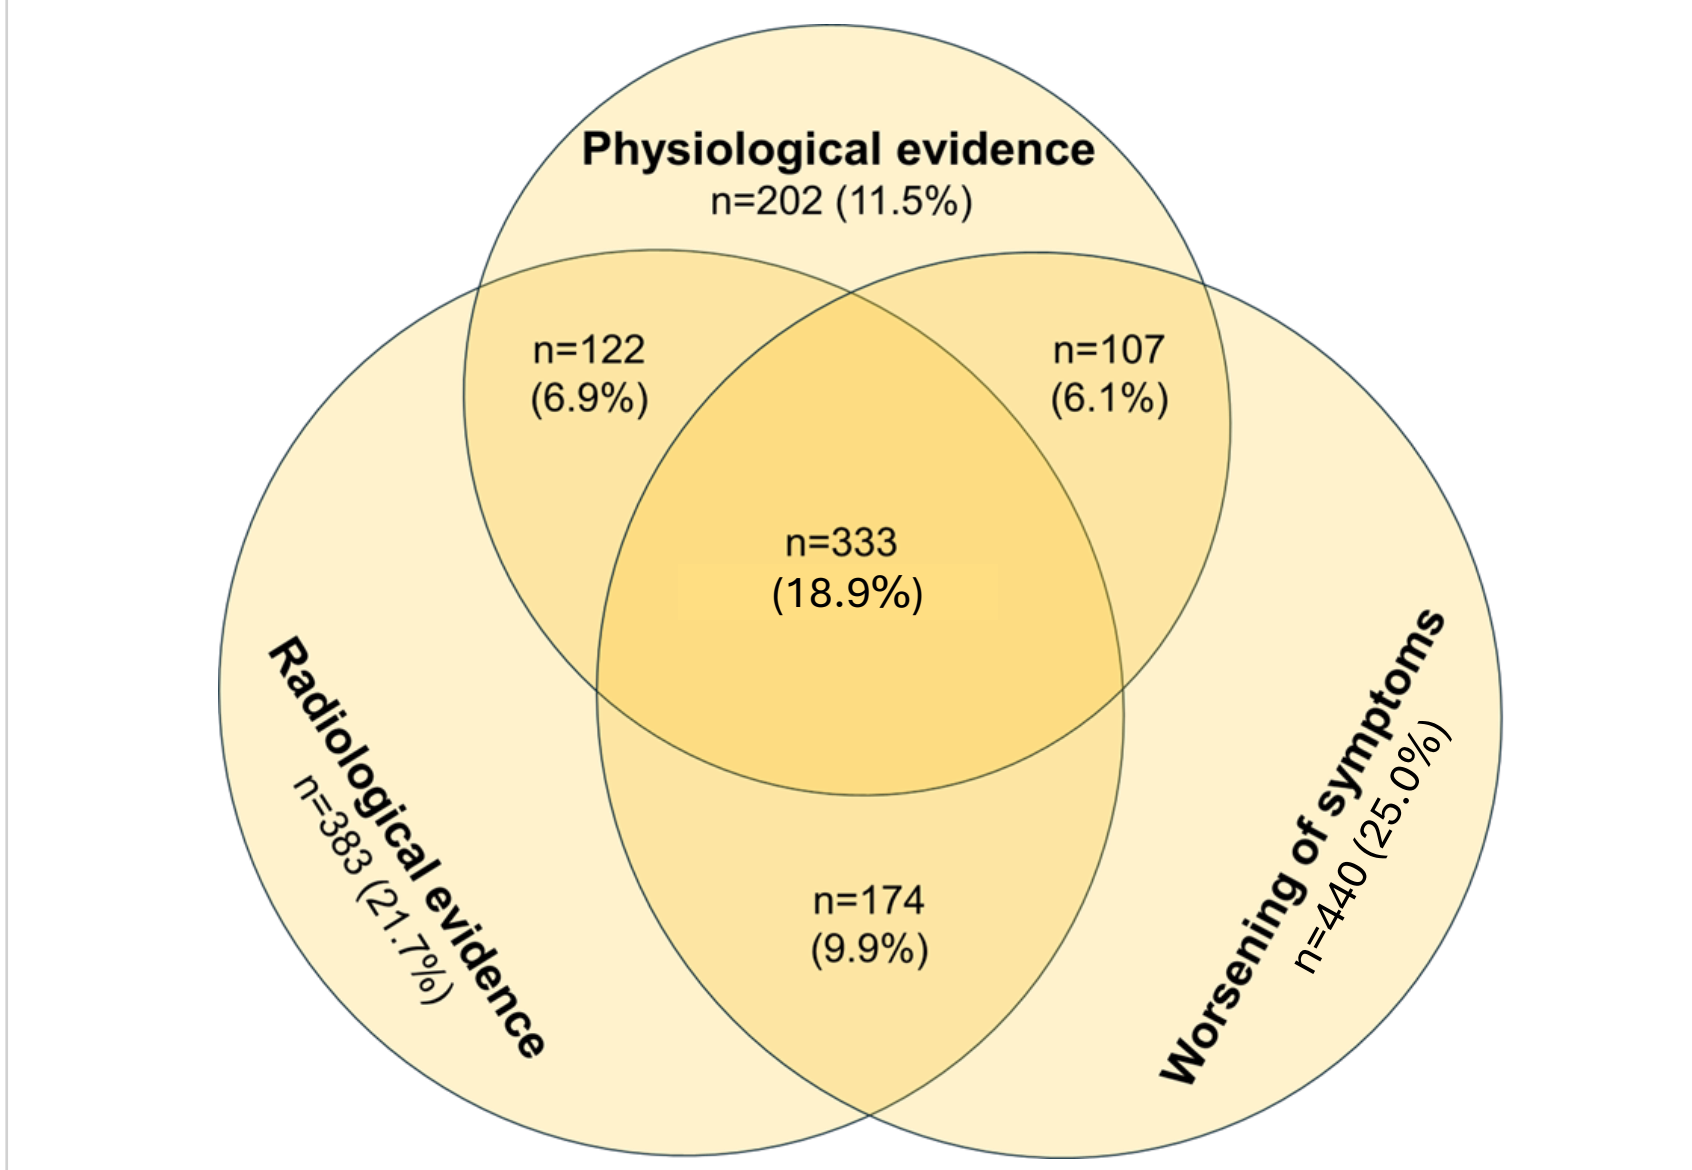 Physiological evidence
n=202 (11.5%)
n=122
(6.9%)
n=107
(6.1%)
n=333
(18.9%)
Radiological evidence
n=383 (21.7%)
Worsening of symptoms
n=440 (25.0%)
n=174
(9.9%)